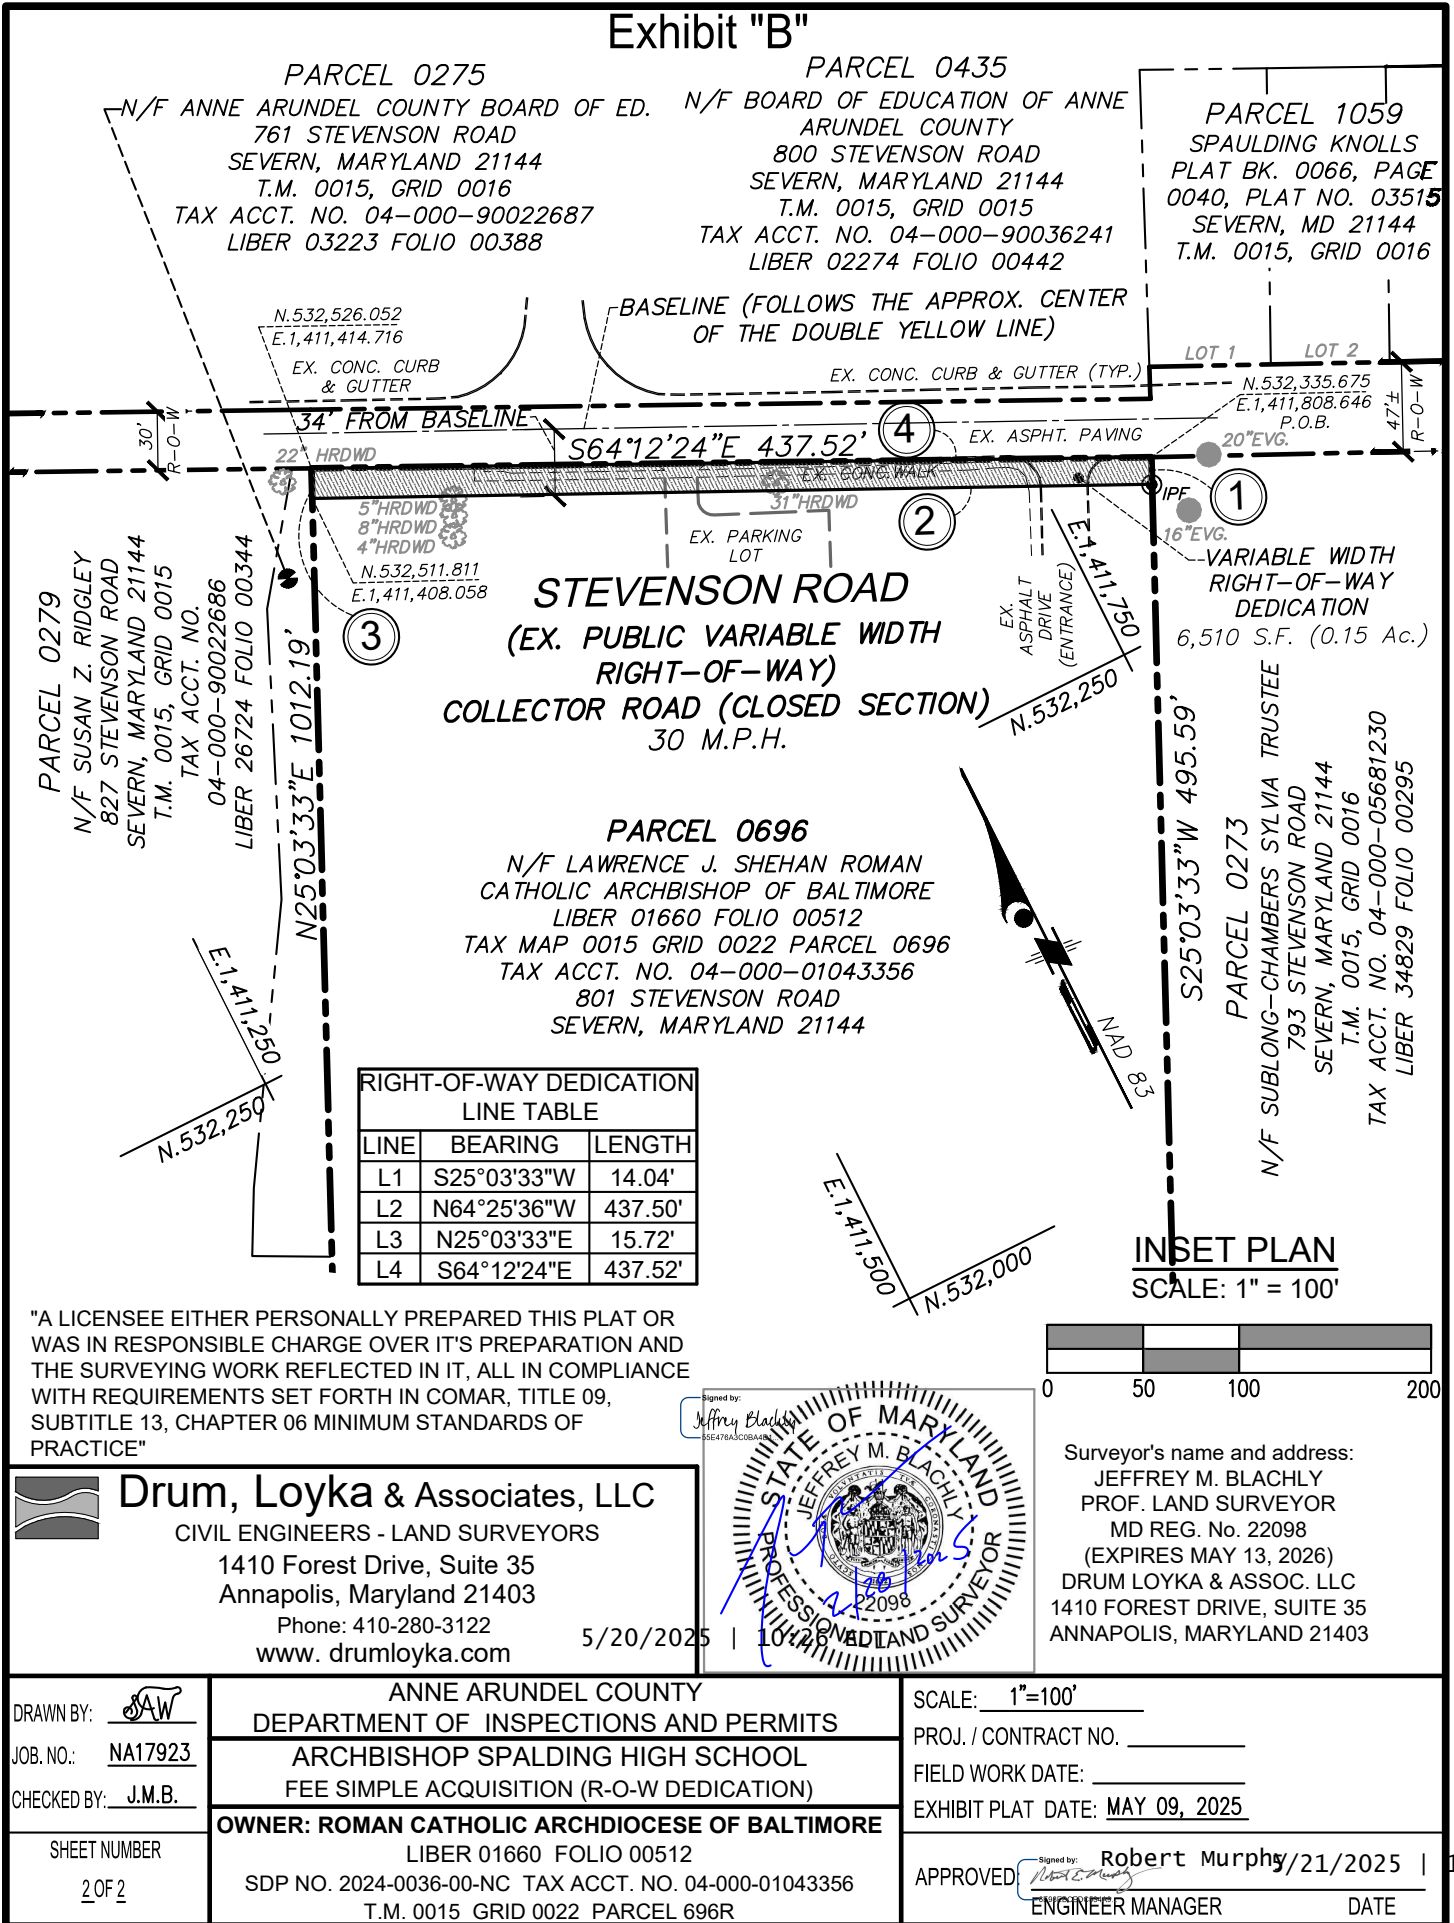 Exhibit "B"
PARCEL 0275
N/F ANNE ARUNDEL COUNTY BOARD OF ED.
761 STEVENSON ROAD
SEVERN, MARYLAND 21144
T.M. 0015, GRID 0016
TAX ACCT. NO. 04-000-90022687
LIBER 03223 FOLIO 00388
PARCEL 0435
N/F BOARD OF EDUCATION OF ANNE
ARUNDEL COUNTY
800 STEVENSON ROAD
SEVERN, MARYLAND 21144
T.M. 0015, GRID 0015
TAX ACCT. NO. 04-000-90036241
LIBER 02274 FOLIO 00442
PARCEL 1059
SPAULDING KNOLLS
PLAT BK. 0066, PAGE
0040, PLAT NO. 03515
SEVERN, MD 21144
T.M. 0015, GRID 0016
N.532,526.052
E.1,411,414.716
BASELINE (FOLLOWS THE APPROX. CENTER
OF THE DOUBLE YELLOW LINE)
EX. CONC. CURB
& GUTTER
EX. CONC. CURB & GUTTER (TYP.)
LOT 1
LOT 2
N.532,335.675
E.1,411,808.646
P.O.B.
47'±
R-O-W
30'
R-O-W
34' FROM BASELINE
S64°12'24"E 437.52'
4
EX. ASPHT. PAVING
20"EVG.
22" HRDWD
EX. CONC.WALK
5"HRDWD
8"HRDWD
4"HRDWD
31"HRDWD
2
IPF
1
16"EVG.
EX. PARKING
LOT
N.532,511.811
E.1,411,408.058
3
STEVENSON ROAD
(EX. PUBLIC VARIABLE WIDTH
RIGHT-OF-WAY)
COLLECTOR ROAD (CLOSED SECTION)
30 M.P.H.
EX.
ASPHALT
DRIVE
(ENTRANCE)
E.1,411,750
N.532,250
VARIABLE WIDTH
RIGHT-OF-WAY
DEDICATION
6,510 S.F. (0.15 Ac.)
PARCEL 0279
N/F SUSAN Z. RIDGLEY
827 STEVENSON ROAD
SEVERN, MARYLAND 21144
T.M. 0015, GRID 0015
TAX ACCT. NO.
04-000-90022686
LIBER 26724 FOLIO 00344
N25°03'33"E 1012.19'
PARCEL 0696
N/F LAWRENCE J. SHEHAN ROMAN
CATHOLIC ARCHBISHOP OF BALTIMORE
LIBER 01660 FOLIO 00512
TAX MAP 0015 GRID 0022 PARCEL 0696
TAX ACCT. NO. 04-000-01043356
801 STEVENSON ROAD
SEVERN, MARYLAND 21144
S25°03'33"W 495.59'
PARCEL 0273
N/F SUBLONG-CHAMBERS SYLVIA TRUSTEE
793 STEVENSON ROAD
SEVERN, MARYLAND 21144
T.M. 0015, GRID 0016
TAX ACCT. NO. 04-000-05681230
LIBER 34829 FOLIO 00295
NAD 83
E.1,411,250
N.532,250
E.1,411,500
N.532,000
RIGHT-OF-WAY DEDICATION
LINE TABLE
LINE BEARING LENGTH
L1 S25°03'33"W 14.04'
L2 N64°25'36"W 437.50'
L3 N25°03'33"E 15.72'
L4 S64°12'24"E 437.52'
INSET PLAN
SCALE: 1" = 100'
0 50 100 200
"A LICENSEE EITHER PERSONALLY PREPARED THIS PLAT OR
WAS IN RESPONSIBLE CHARGE OVER IT'S PREPARATION AND
THE SURVEYING WORK REFLECTED IN IT, ALL IN COMPLIANCE
WITH REQUIREMENTS SET FORTH IN COMAR, TITLE 09,
SUBTITLE 13, CHAPTER 06 MINIMUM STANDARDS OF
PRACTICE"
Signed by:
Jeffrey Blachly
STATE OF MARYLAND
JEFFREY M. BLACHLY
22098
PROFESSIONAL LAND SURVEYOR
2/28/2025
5/20/2025 | 10:26 EDT
Surveyor's name and address:
JEFFREY M. BLACHLY
PROF. LAND SURVEYOR
MD REG. No. 22098
(EXPIRES MAY 13, 2026)
DRUM LOYKA & ASSOC. LLC
1410 FOREST DRIVE, SUITE 35
ANNAPOLIS, MARYLAND 21403
Drum, Loyka & Associates, LLC
CIVIL ENGINEERS - LAND SURVEYORS
1410 Forest Drive, Suite 35
Annapolis, Maryland 21403
Phone: 410-280-3122
www. drumloyka.com
DRAWN BY: SAW
JOB. NO.: NA17923
CHECKED BY: J.M.B.
SHEET NUMBER
2 OF 2
ANNE ARUNDEL COUNTY
DEPARTMENT OF INSPECTIONS AND PERMITS
ARCHBISHOP SPALDING HIGH SCHOOL
FEE SIMPLE ACQUISITION (R-O-W DEDICATION)
OWNER: ROMAN CATHOLIC ARCHDIOCESE OF BALTIMORE
LIBER 01660 FOLIO 00512
SDP NO. 2024-0036-00-NC TAX ACCT. NO. 04-000-01043356
T.M. 0015 GRID 0022 PARCEL 696R
SCALE: 1"=100'
PROJ. / CONTRACT NO.
FIELD WORK DATE:
EXHIBIT PLAT DATE: MAY 09, 2025
Signed by:
APPROVED: Robert E. Murphy Robert Murphy 5/21/2025 | 1
ENGINEER MANAGER DATE